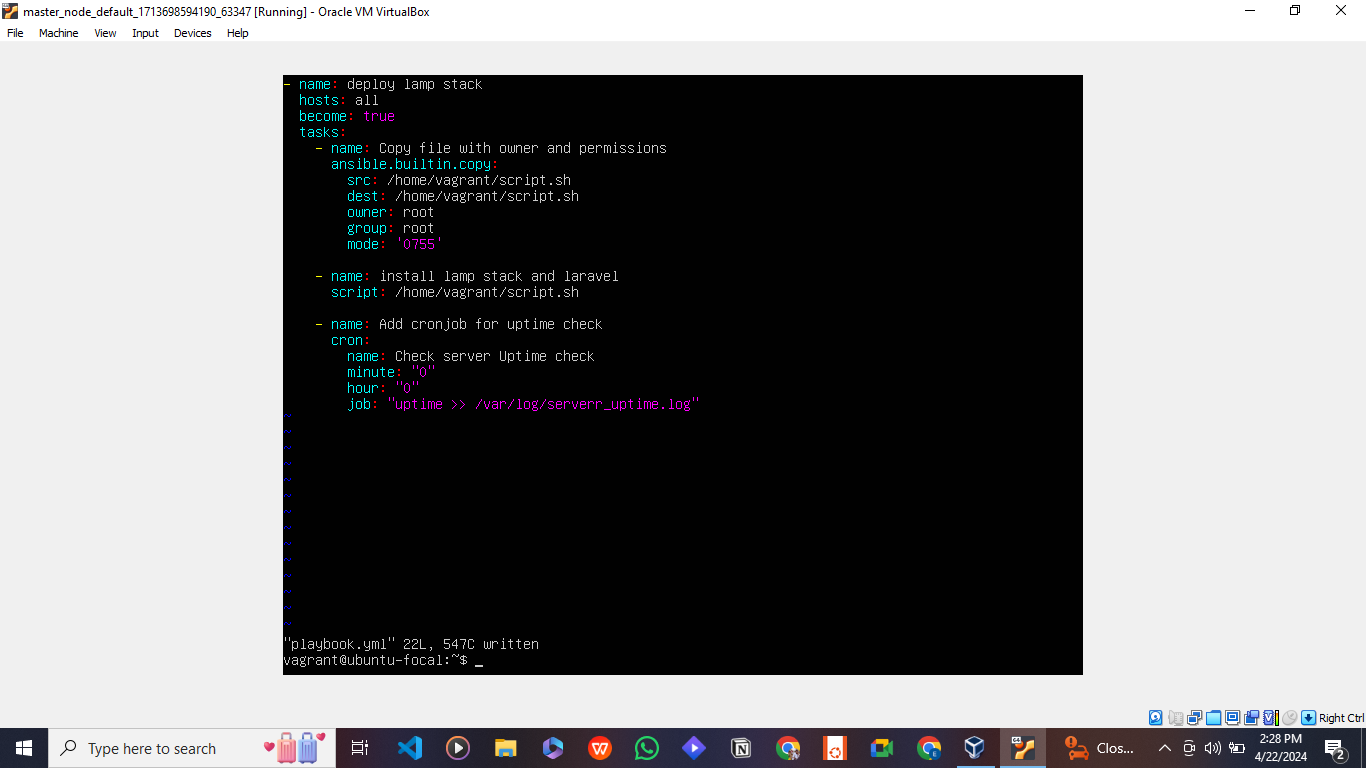 master_node_default_1713698594190_63347 [Running] - Oracle VM VirtualBox
File Machine View Input Devices Help
- name: deploy lamp stack
  hosts: all
  become: true
  tasks:
    - name: Copy file with owner and permissions
      ansible.builtin.copy:
        src: /home/vagrant/script.sh
        dest: /home/vagrant/script.sh
        owner: root
        group: root
        mode: '0755'
    - name: install lamp stack and laravel
      script: /home/vagrant/script.sh
    - name: Add cronjob for uptime check
      cron:
        name: Check server Uptime check
        minute: "0"
        hour: "0"
        job: "uptime >> /var/log/serverr_uptime.log"
~
~
~
~
~
~
~
~
~
~
~
~
~
~
"playbook.yml" 22L, 547C written
vagrant@ubuntu-focal:~$ _
Right Ctrl
Type here to search
Clos...
2:28 PM
4/22/2024
2